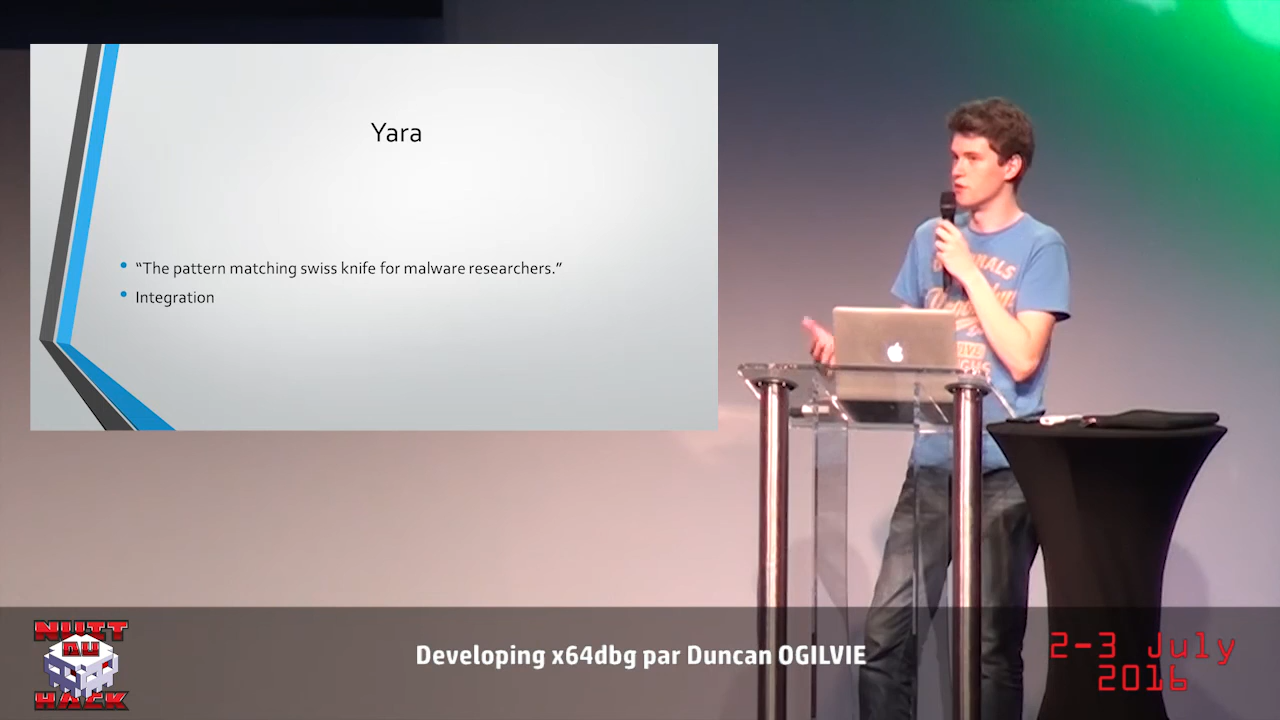 Yara
“The pattern matching swiss knife for malware researchers.”
Integration
NUIT
DU
HACK
Developing x64dbg par Duncan OGILVIE
2-3 July
2016